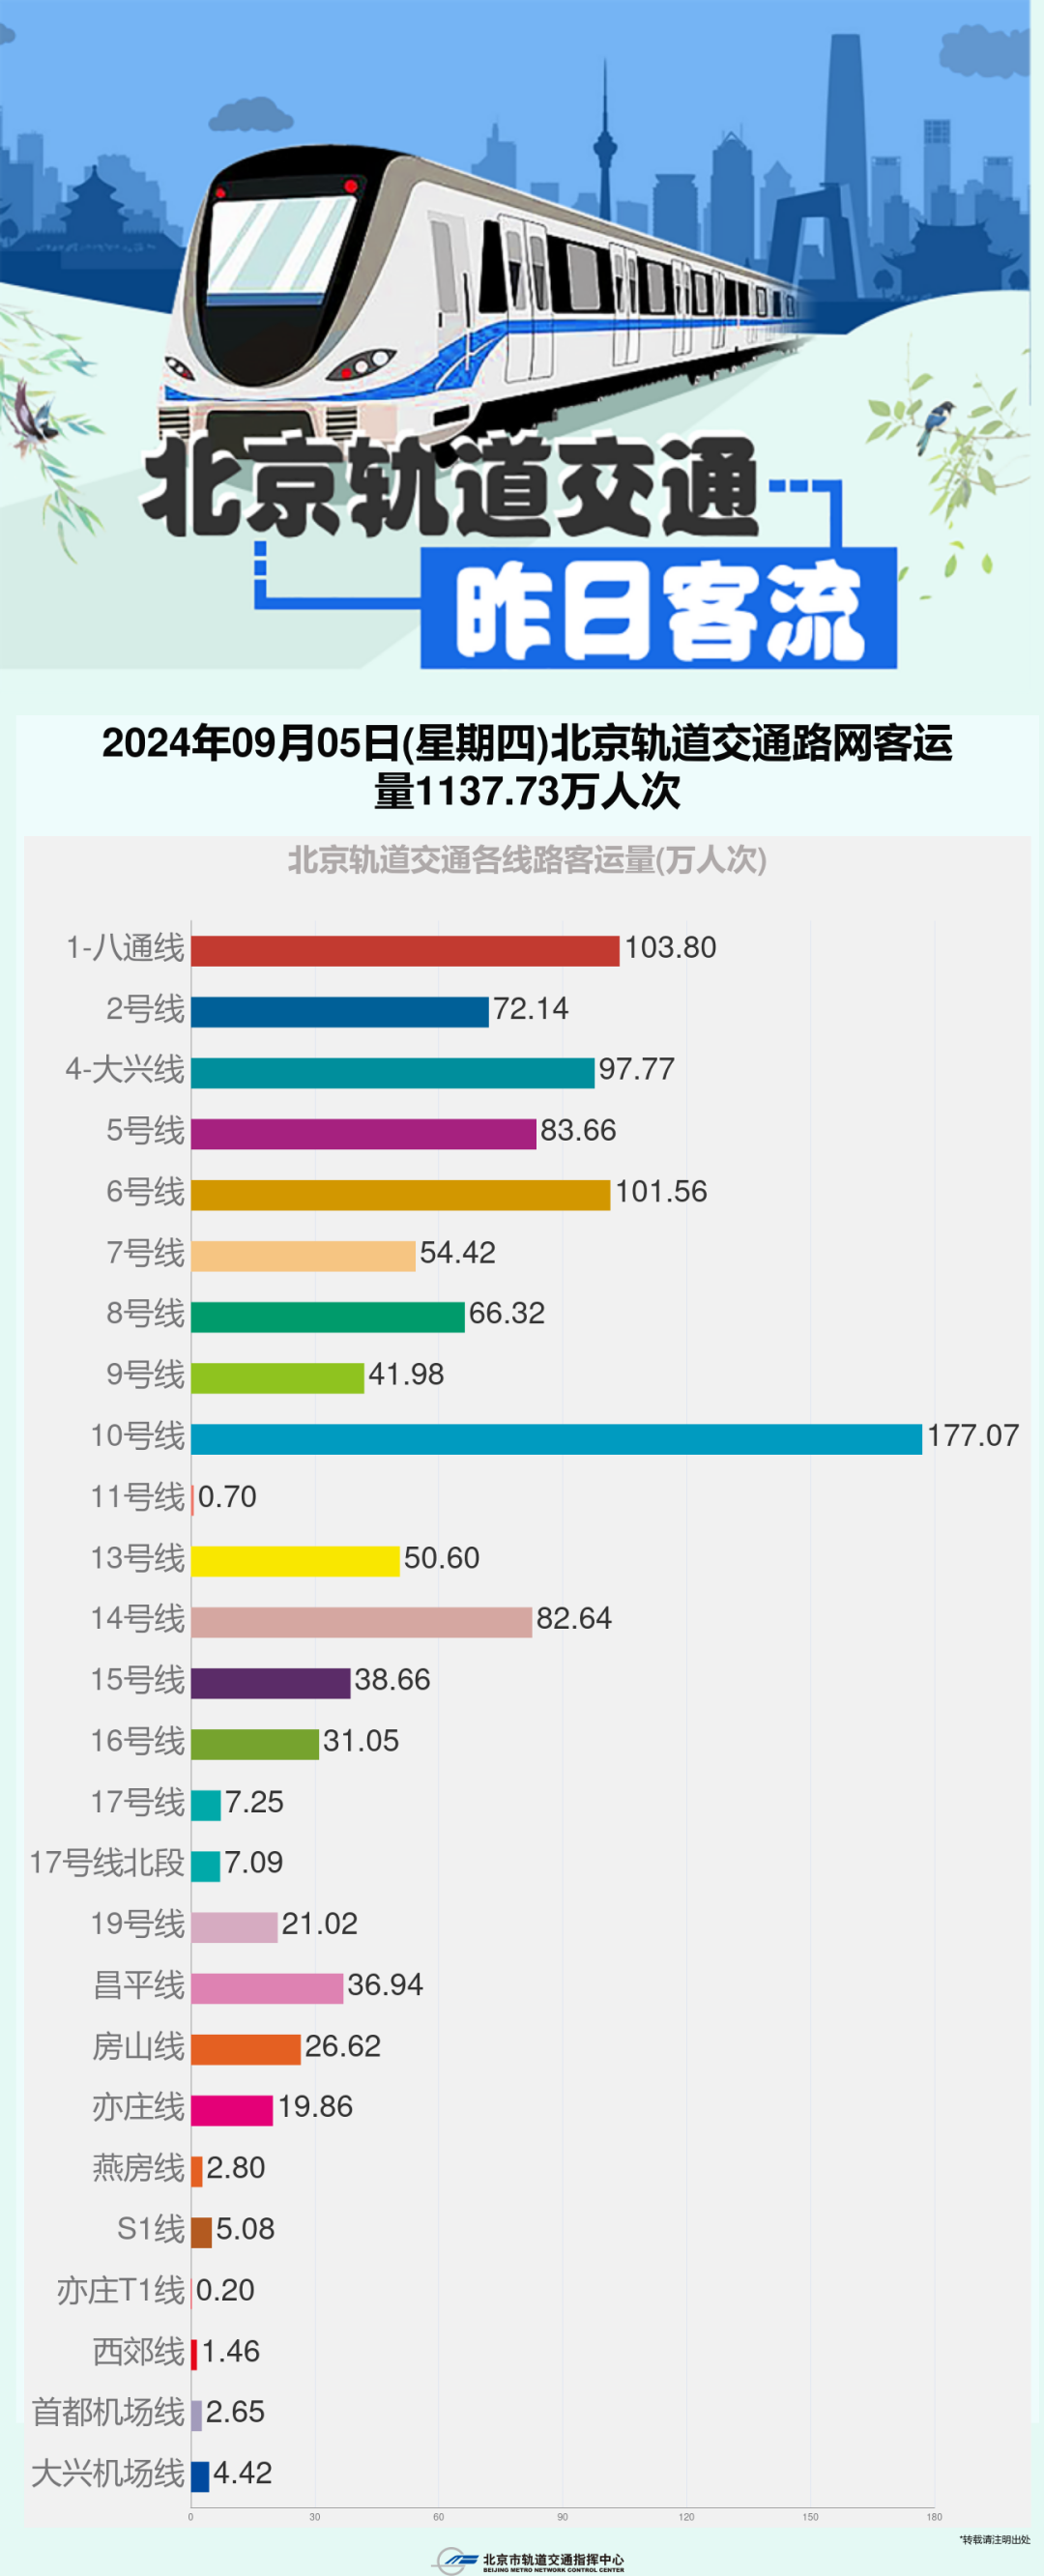 北京轨道交通
昨日客流
2024年09月05日(星期四)北京轨道交通路网客运
量1137.73万人次
北京轨道交通各线路客运量(万人次)
1-八通线 103.80
2号线 72.14
4-大兴线 97.77
5号线 83.66
6号线 101.56
7号线 54.42
8号线 66.32
9号线 41.98
10号线 177.07
11号线 0.70
13号线 50.60
14号线 82.64
15号线 38.66
16号线 31.05
17号线 7.25
17号线北段 7.09
19号线 21.02
昌平线 36.94
房山线 26.62
亦庄线 19.86
燕房线 2.80
S1线 5.08
亦庄T1线 0.20
西郊线 1.46
首都机场线 2.65
大兴机场线 4.42
0 30 60 90 120 150 180
*转载请注明出处
北京市轨道交通指挥中心
BEIJING METRO NETWORK CONTROL CENTER